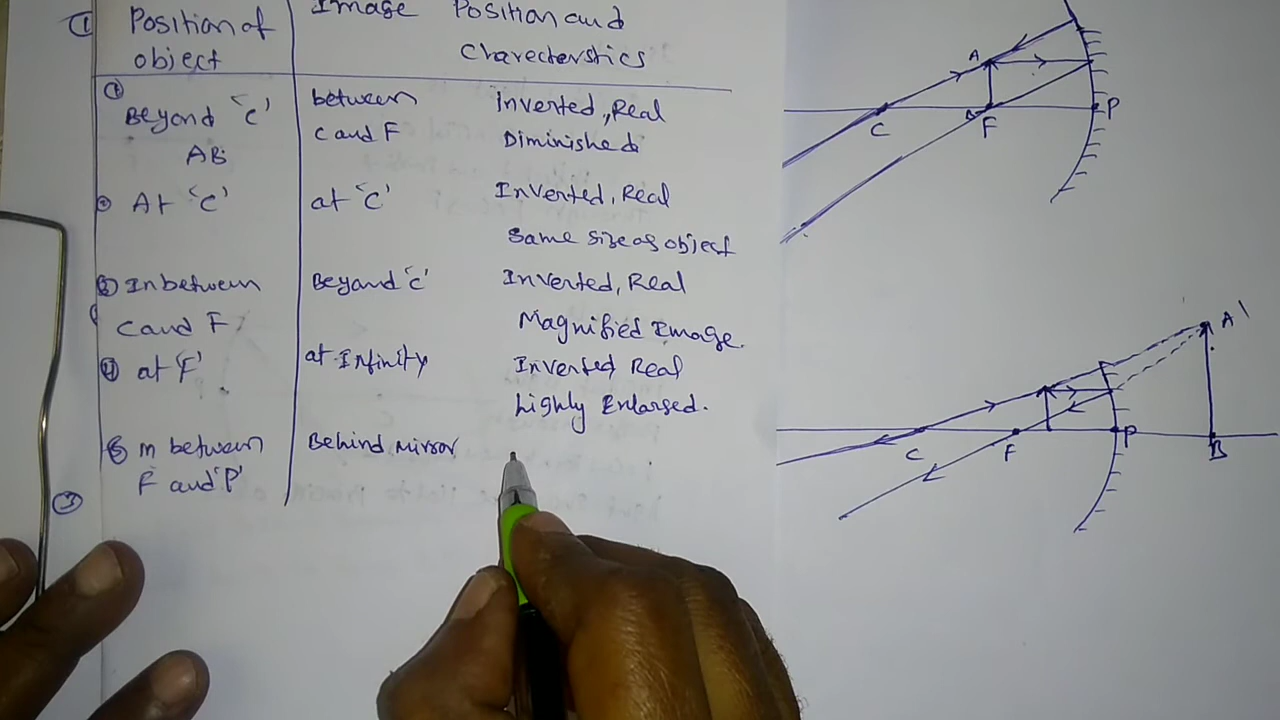 ① Position of object
Image Position and Charecterstics
① Beyond 'C' AB
between C and F
Inverted, Real Diminished
② At 'C'
at 'C'
Inverted, Real Same size as object
③ In between C and F
Beyond 'C'
Inverted, Real Magnified Image.
④ at 'F'
at Infinity
Inverted Real highly Enlarged.
⑤ in between F and 'P'
Behind Mirror
③
A
C
B
F
P
A'
C
F
P
B